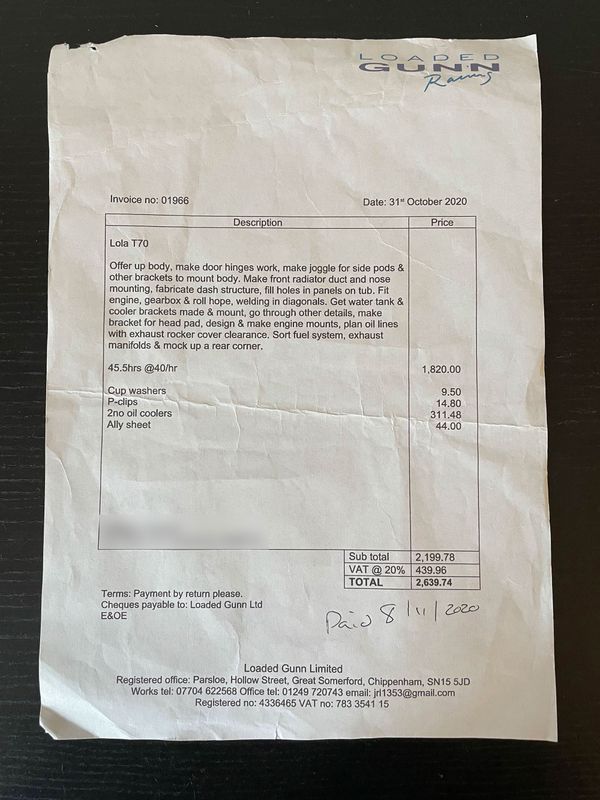 LOADED
GUNN
Racing
Invoice no: 01966 Date: 31st October 2020
Description Price
Lola T70
Offer up body, make door hinges work, make joggle for side pods &
other brackets to mount body. Make front radiator duct and nose
mounting, fabricate dash structure, fill holes in panels on tub. Fit
engine, gearbox & roll hope, welding in diagonals. Get water tank &
cooler brackets made & mount, go through other details, make
bracket for head pad, design & make engine mounts, plan oil lines
with exhaust rocker cover clearance. Sort fuel system, exhaust
manifolds & mock up a rear corner.
45.5hrs @40/hr 1,820.00
Cup washers 9.50
P-clips 14.80
2no oil coolers 311.48
Ally sheet 44.00
Sub total 2,199.78
VAT @ 20% 439.96
TOTAL 2,639.74
Terms: Payment by return please.
Cheques payable to: Loaded Gunn Ltd
E&OE
Paid 8/11/2020
Loaded Gunn Limited
Registered office: Parsloe, Hollow Street, Great Somerford, Chippenham, SN15 5JD
Works tel: 07704 622568 Office tel: 01249 720743 email: jrl1353@gmail.com
Registered no: 4336465 VAT no: 783 3541 15